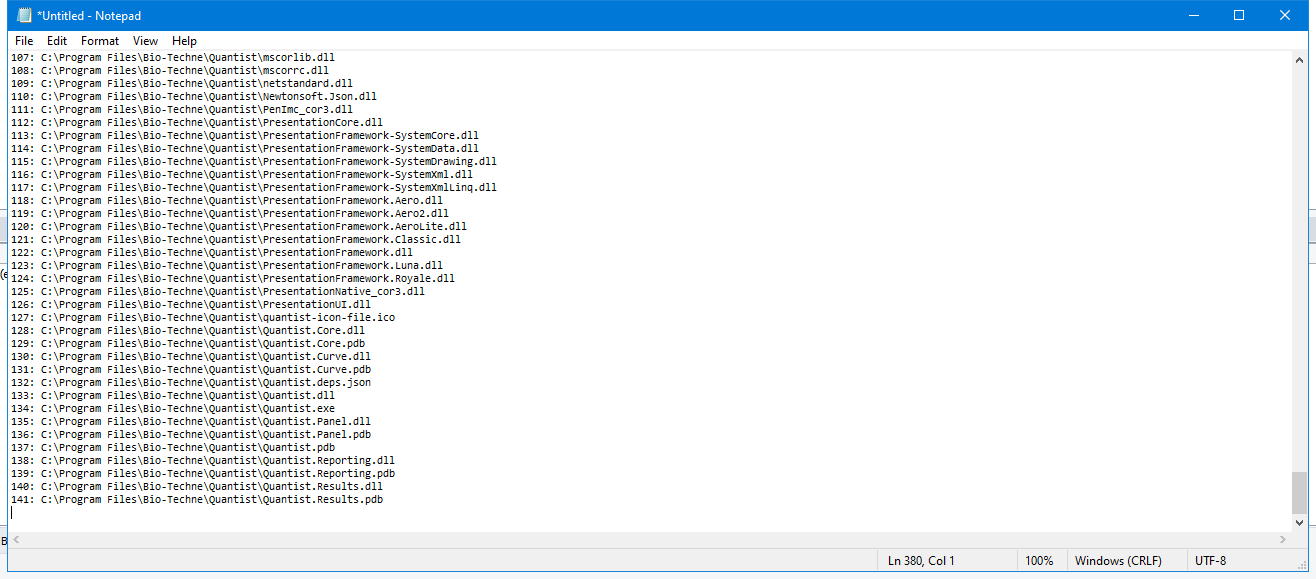 *Untitled - Notepad
File Edit Format View Help
107: C:\Program Files\Bio-Techne\Quantist\mscorlib.dll
108: C:\Program Files\Bio-Techne\Quantist\mscorrc.dll
109: C:\Program Files\Bio-Techne\Quantist\netstandard.dll
110: C:\Program Files\Bio-Techne\Quantist\Newtonsoft.Json.dll
111: C:\Program Files\Bio-Techne\Quantist\PenImc_cor3.dll
112: C:\Program Files\Bio-Techne\Quantist\PresentationCore.dll
113: C:\Program Files\Bio-Techne\Quantist\PresentationFramework-SystemCore.dll
114: C:\Program Files\Bio-Techne\Quantist\PresentationFramework-SystemData.dll
115: C:\Program Files\Bio-Techne\Quantist\PresentationFramework-SystemDrawing.dll
116: C:\Program Files\Bio-Techne\Quantist\PresentationFramework-SystemXml.dll
117: C:\Program Files\Bio-Techne\Quantist\PresentationFramework-SystemXmlLinq.dll
118: C:\Program Files\Bio-Techne\Quantist\PresentationFramework.Aero.dll
119: C:\Program Files\Bio-Techne\Quantist\PresentationFramework.Aero2.dll
120: C:\Program Files\Bio-Techne\Quantist\PresentationFramework.AeroLite.dll
121: C:\Program Files\Bio-Techne\Quantist\PresentationFramework.Classic.dll
122: C:\Program Files\Bio-Techne\Quantist\PresentationFramework.dll
123: C:\Program Files\Bio-Techne\Quantist\PresentationFramework.Luna.dll
124: C:\Program Files\Bio-Techne\Quantist\PresentationFramework.Royale.dll
125: C:\Program Files\Bio-Techne\Quantist\PresentationNative_cor3.dll
126: C:\Program Files\Bio-Techne\Quantist\PresentationUI.dll
127: C:\Program Files\Bio-Techne\Quantist\quantist-icon-file.ico
128: C:\Program Files\Bio-Techne\Quantist\Quantist.Core.dll
129: C:\Program Files\Bio-Techne\Quantist\Quantist.Core.pdb
130: C:\Program Files\Bio-Techne\Quantist\Quantist.Curve.dll
131: C:\Program Files\Bio-Techne\Quantist\Quantist.Curve.pdb
132: C:\Program Files\Bio-Techne\Quantist\Quantist.deps.json
133: C:\Program Files\Bio-Techne\Quantist\Quantist.dll
134: C:\Program Files\Bio-Techne\Quantist\Quantist.exe
135: C:\Program Files\Bio-Techne\Quantist\Quantist.Panel.dll
136: C:\Program Files\Bio-Techne\Quantist\Quantist.Panel.pdb
137: C:\Program Files\Bio-Techne\Quantist\Quantist.pdb
138: C:\Program Files\Bio-Techne\Quantist\Quantist.Reporting.dll
139: C:\Program Files\Bio-Techne\Quantist\Quantist.Reporting.pdb
140: C:\Program Files\Bio-Techne\Quantist\Quantist.Results.dll
141: C:\Program Files\Bio-Techne\Quantist\Quantist.Results.pdb
Ln 380, Col 1 100% Windows (CRLF) UTF-8